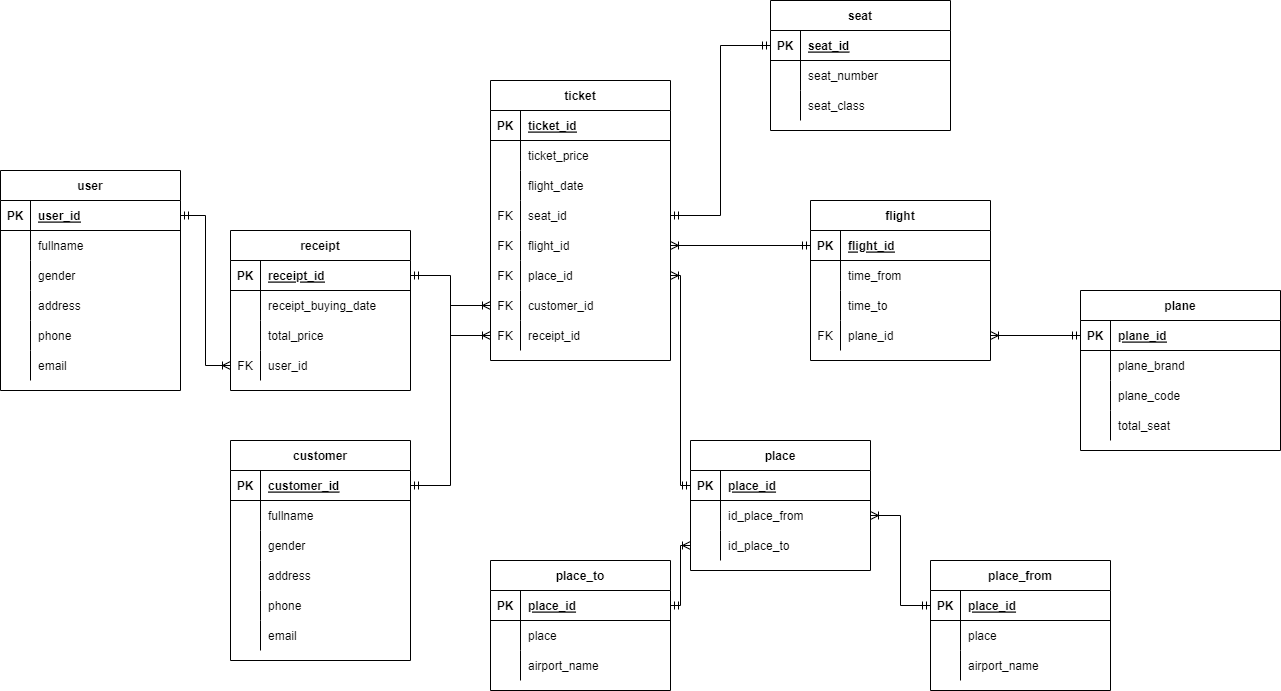 seat
PK seat_id
seat_number
seat_class
ticket
PK ticket_id
ticket_price
flight_date
FK seat_id
FK flight_id
FK place_id
FK customer_id
FK receipt_id
user
PK user_id
fullname
gender
address
phone
email
receipt
PK receipt_id
receipt_buying_date
total_price
FK user_id
flight
PK flight_id
time_from
time_to
FK plane_id
plane
PK plane_id
plane_brand
plane_code
total_seat
customer
PK customer_id
fullname
gender
address
phone
email
place
PK place_id
id_place_from
id_place_to
place_to
PK place_id
place
airport_name
place_from
PK place_id
place
airport_name